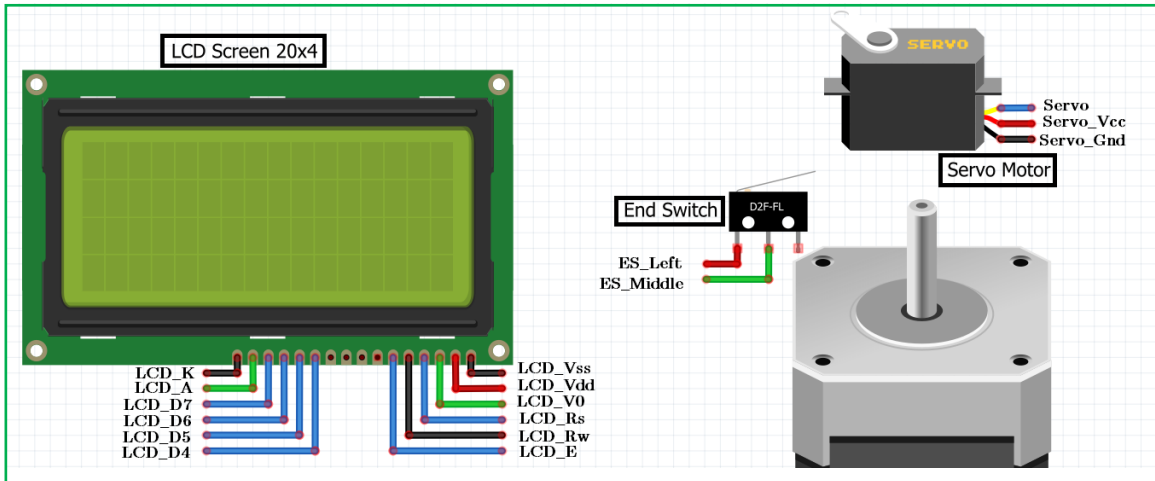 LCD Screen 20x4
SERVO
Servo
Servo_Vcc
Servo_Gnd
Servo Motor
End Switch
D2F-FL
ES_Left
ES_Middle
LCD_K
LCD_A
LCD_D7
LCD_D6
LCD_D5
LCD_D4
LCD_Vss
LCD_Vdd
LCD_V0
LCD_Rs
LCD_Rw
LCD_E